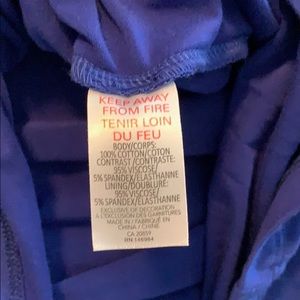 KEEP AWAY
FROM FIRE
TENIR LOIN
DU FEU
BODY/CORPS:
100% COTTON/COTON
CONTRAST /CONTRASTE:
95% VISCOSE/
5% SPANDEX/ELASTHANNE
LINING/DOUBLURE:
95% VISCOSE/
5% SPANDEX/ELASTHANNE
EXCLUSIVE OF DECORATION
À L'EXCLUSION DES GARNITURES
MADE IN / FABRIQUÉ EN
CHINA / CHINE
CA 20859
RN 146984